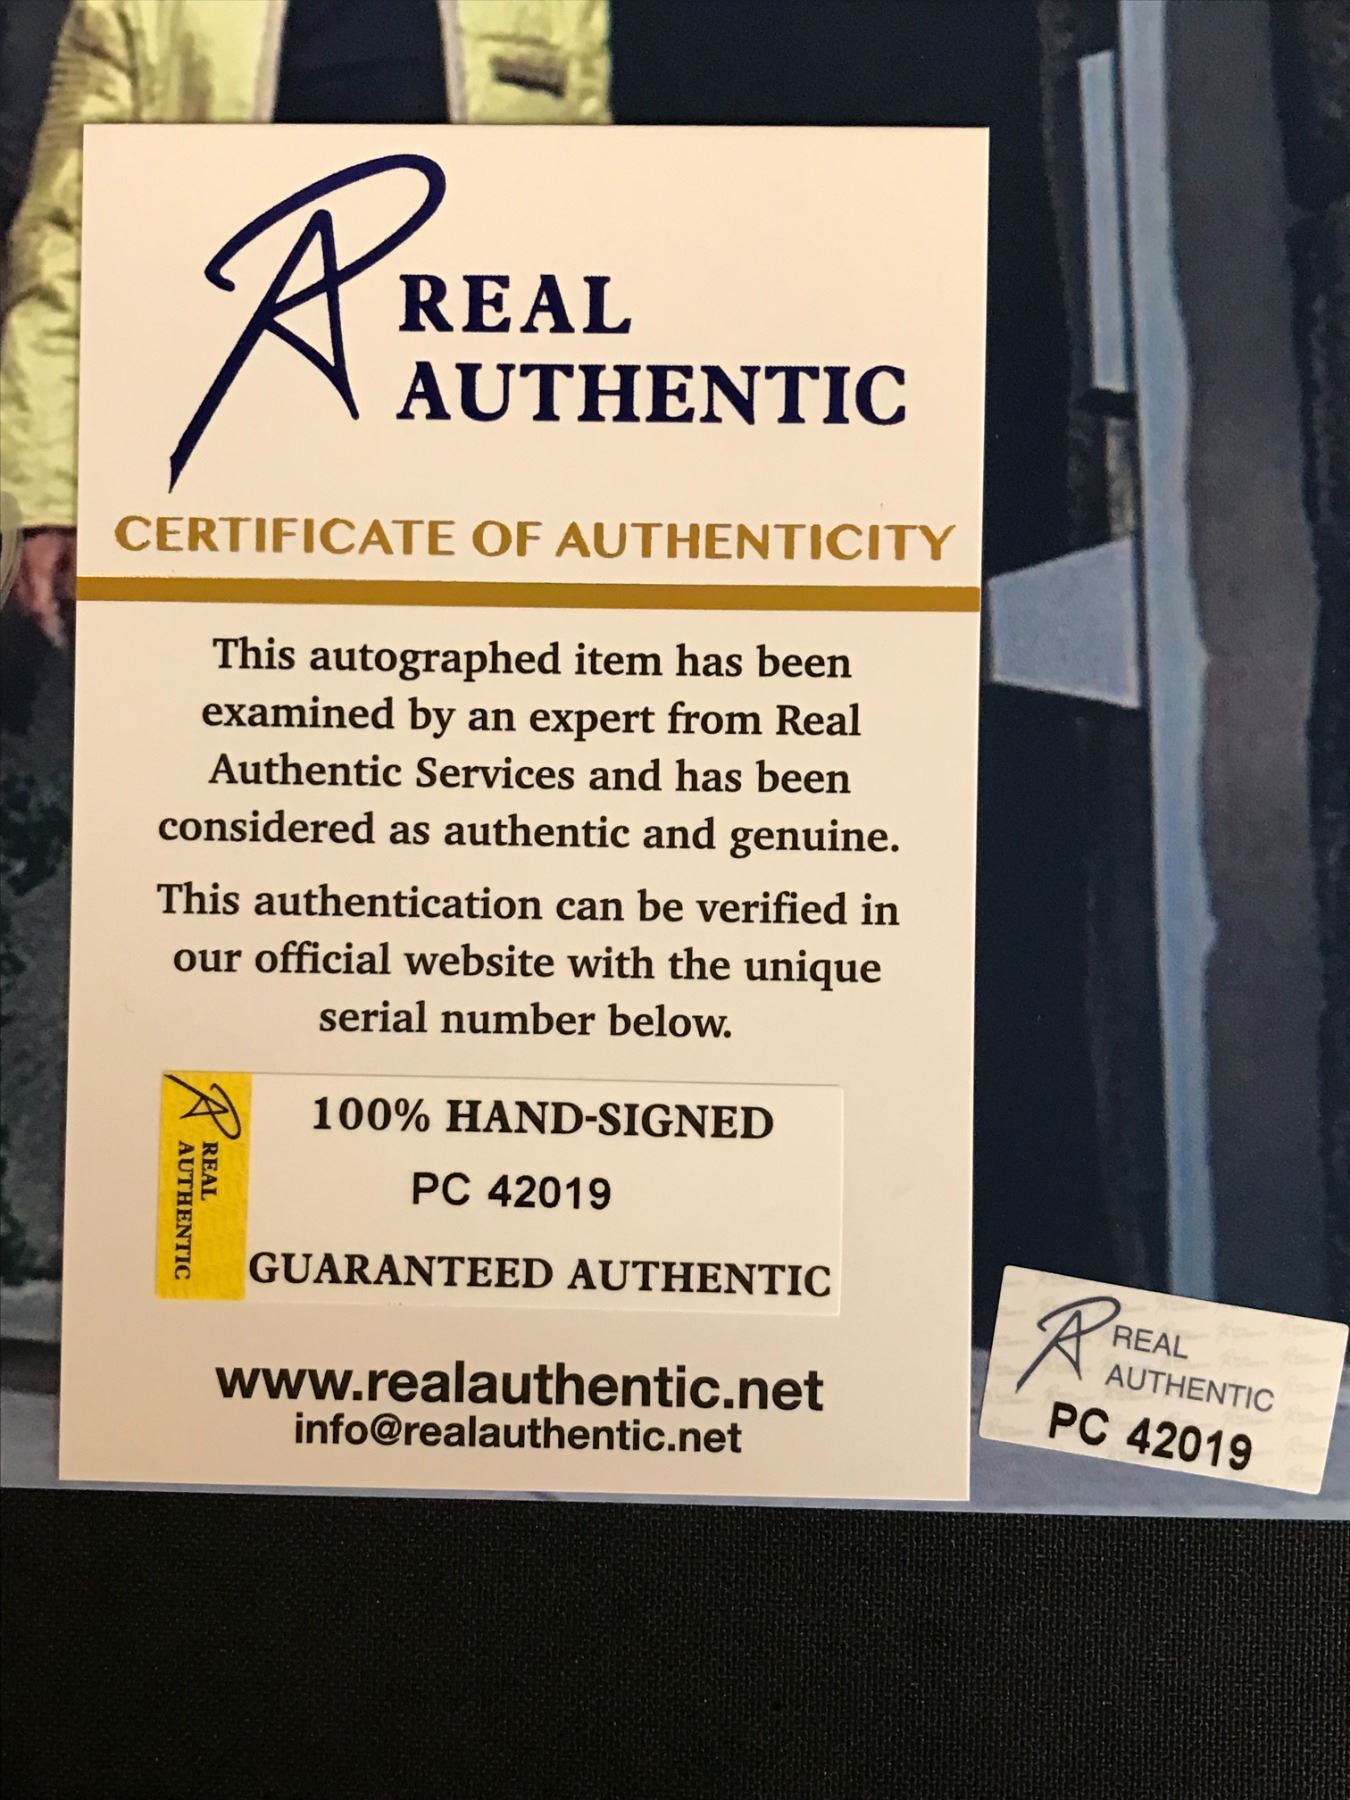 REAL
AUTHENTIC
CERTIFICATE OF AUTHENTICITY
This autographed item has been
examined by an expert from Real
Authentic Services and has been
considered as authentic and genuine.
This authentication can be verified in
our official website with the unique
serial number below.
REAL
AUTHENTIC
100% HAND-SIGNED
PC 42019
GUARANTEED AUTHENTIC
www.realauthentic.net
info@realauthentic.net
REAL
AUTHENTIC
PC 42019